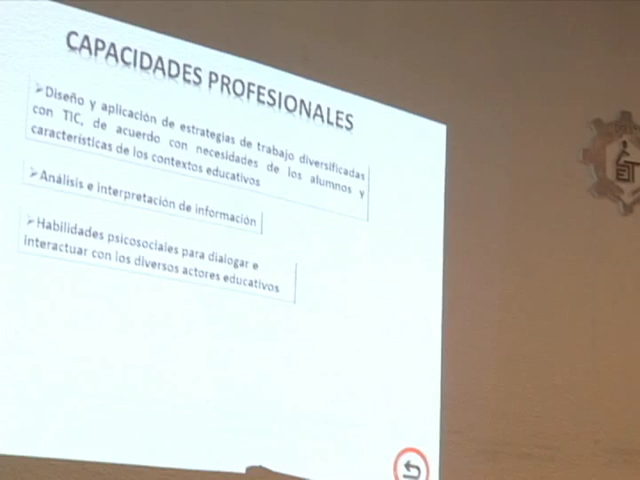 CAPACIDADES PROFESIONALES
➢Diseño y aplicación de estrategias de trabajo diversificadas
con TIC, de acuerdo con necesidades de los alumnos y
características de los contextos educativos
➢Análisis e interpretación de información
➢Habilidades psicosociales para dialogar e
interactuar con los diversos actores educativos